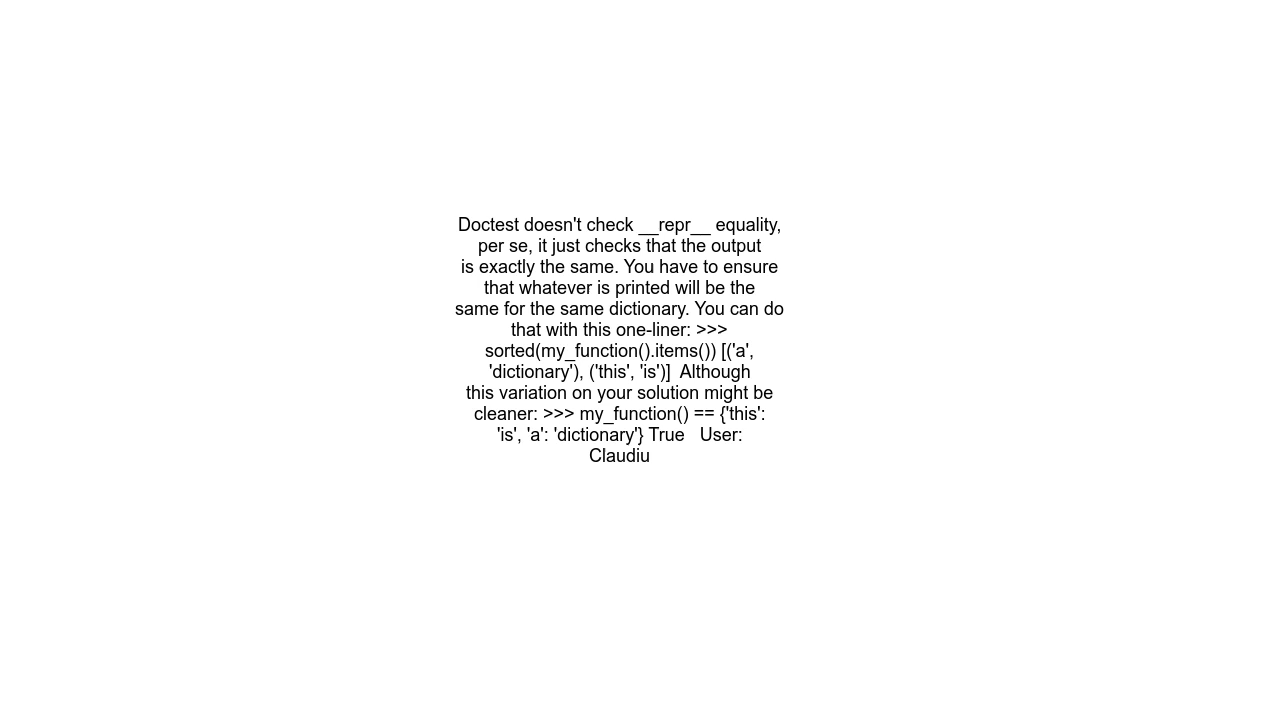 Doctest doesn't check __repr__ equality,
per se, it just checks that the output
is exactly the same. You have to ensure
that whatever is printed will be the
same for the same dictionary. You can do
that with this one-liner: >>>
sorted(my_function().items()) [('a',
'dictionary'), ('this', 'is')]  Although
this variation on your solution might be
cleaner: >>> my_function() == {'this':
'is', 'a': 'dictionary'} True   User:
Claudiu